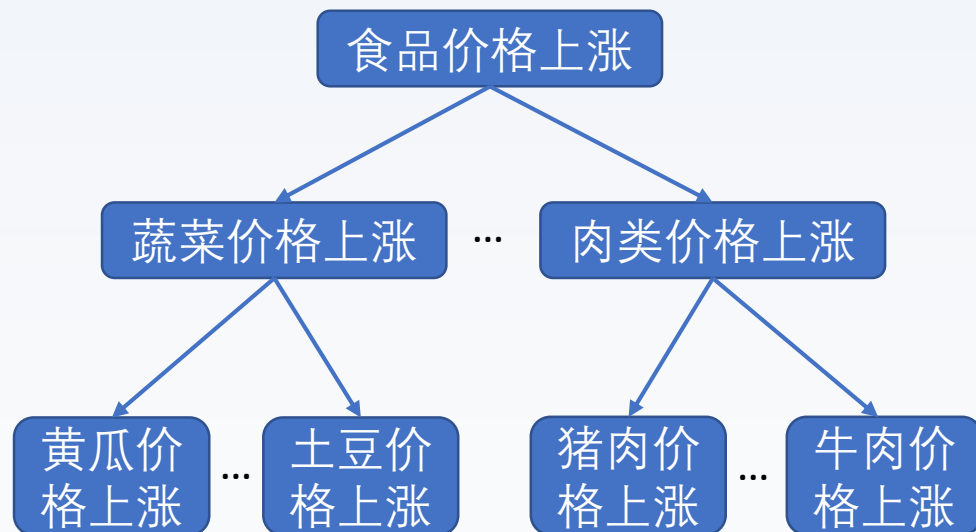 食品价格上涨
蔬菜价格上涨 ... 肉类价格上涨
黄瓜价 土豆价 猪肉价 牛肉价
... ...
格上涨 格上涨 格上涨 格上涨